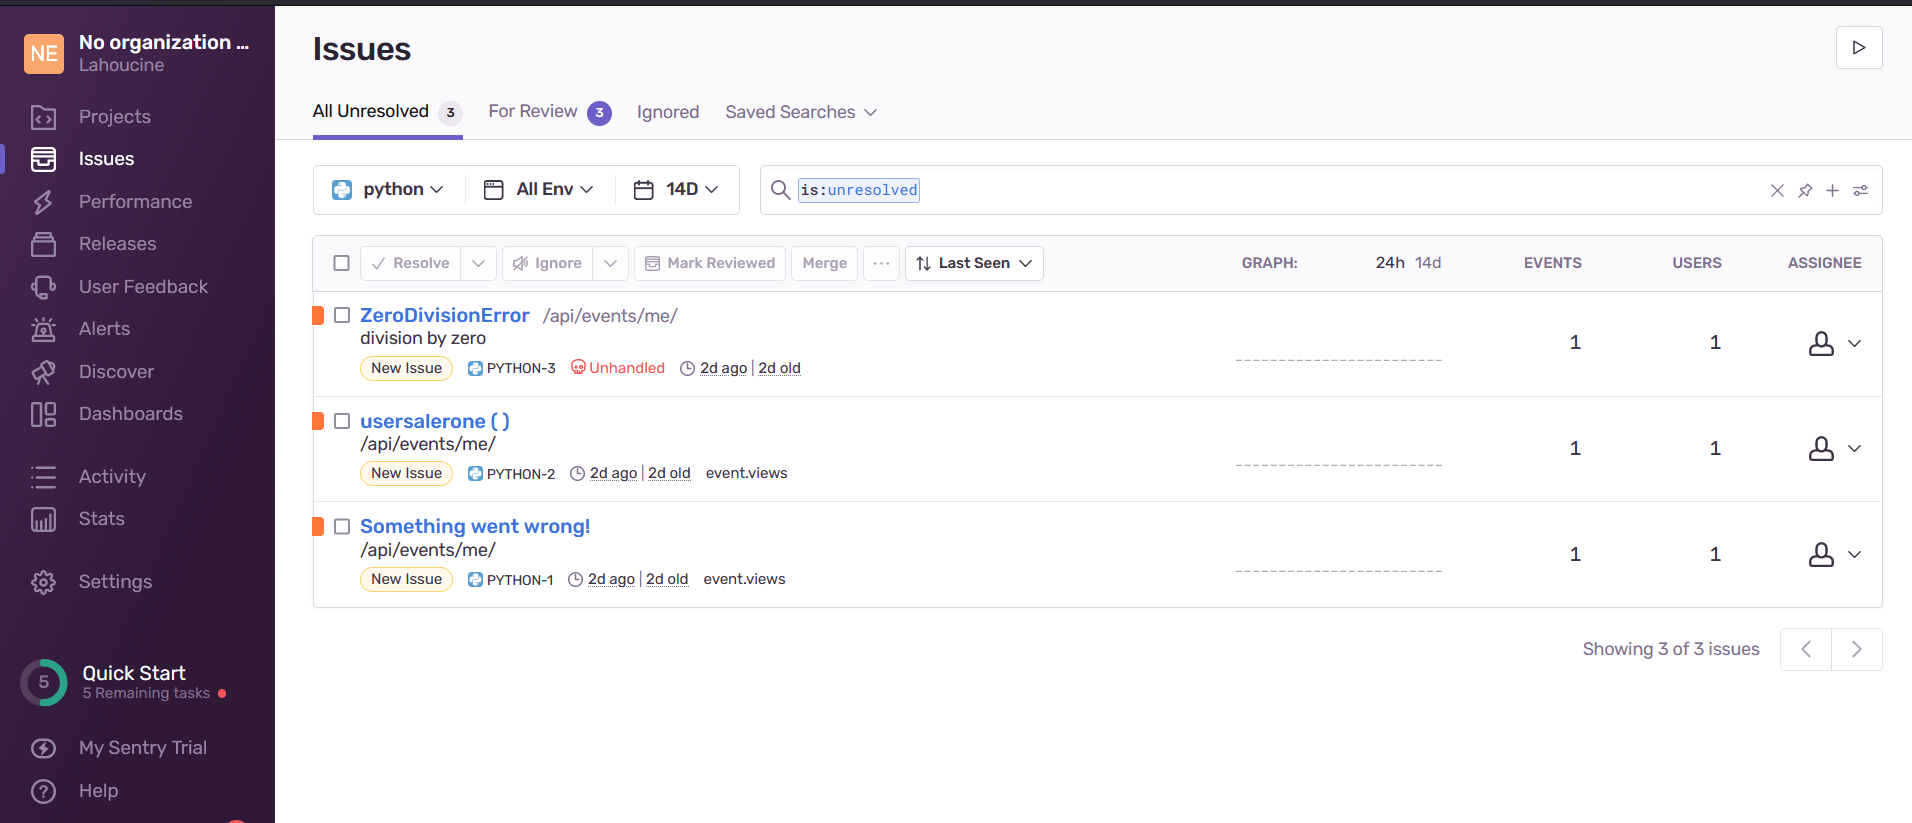 NE
No organization ...
Lahoucine
Projects
Issues
Performance
Releases
User Feedback
Alerts
Discover
Dashboards
Activity
Stats
Settings
5
Quick Start
5 Remaining tasks
My Sentry Trial
Help
Issues
All Unresolved 3 For Review 3 Ignored Saved Searches
python All Env 14D is:unresolved
Resolve Ignore Mark Reviewed Merge ... Last Seen GRAPH: 24h 14d EVENTS USERS ASSIGNEE
ZeroDivisionError /api/events/me/
division by zero
New Issue PYTHON-3 Unhandled 2d ago | 2d old
1 1
usersalerone ( )
/api/events/me/
New Issue PYTHON-2 2d ago | 2d old event.views
1 1
Something went wrong!
/api/events/me/
New Issue PYTHON-1 2d ago | 2d old event.views
1 1
Showing 3 of 3 issues